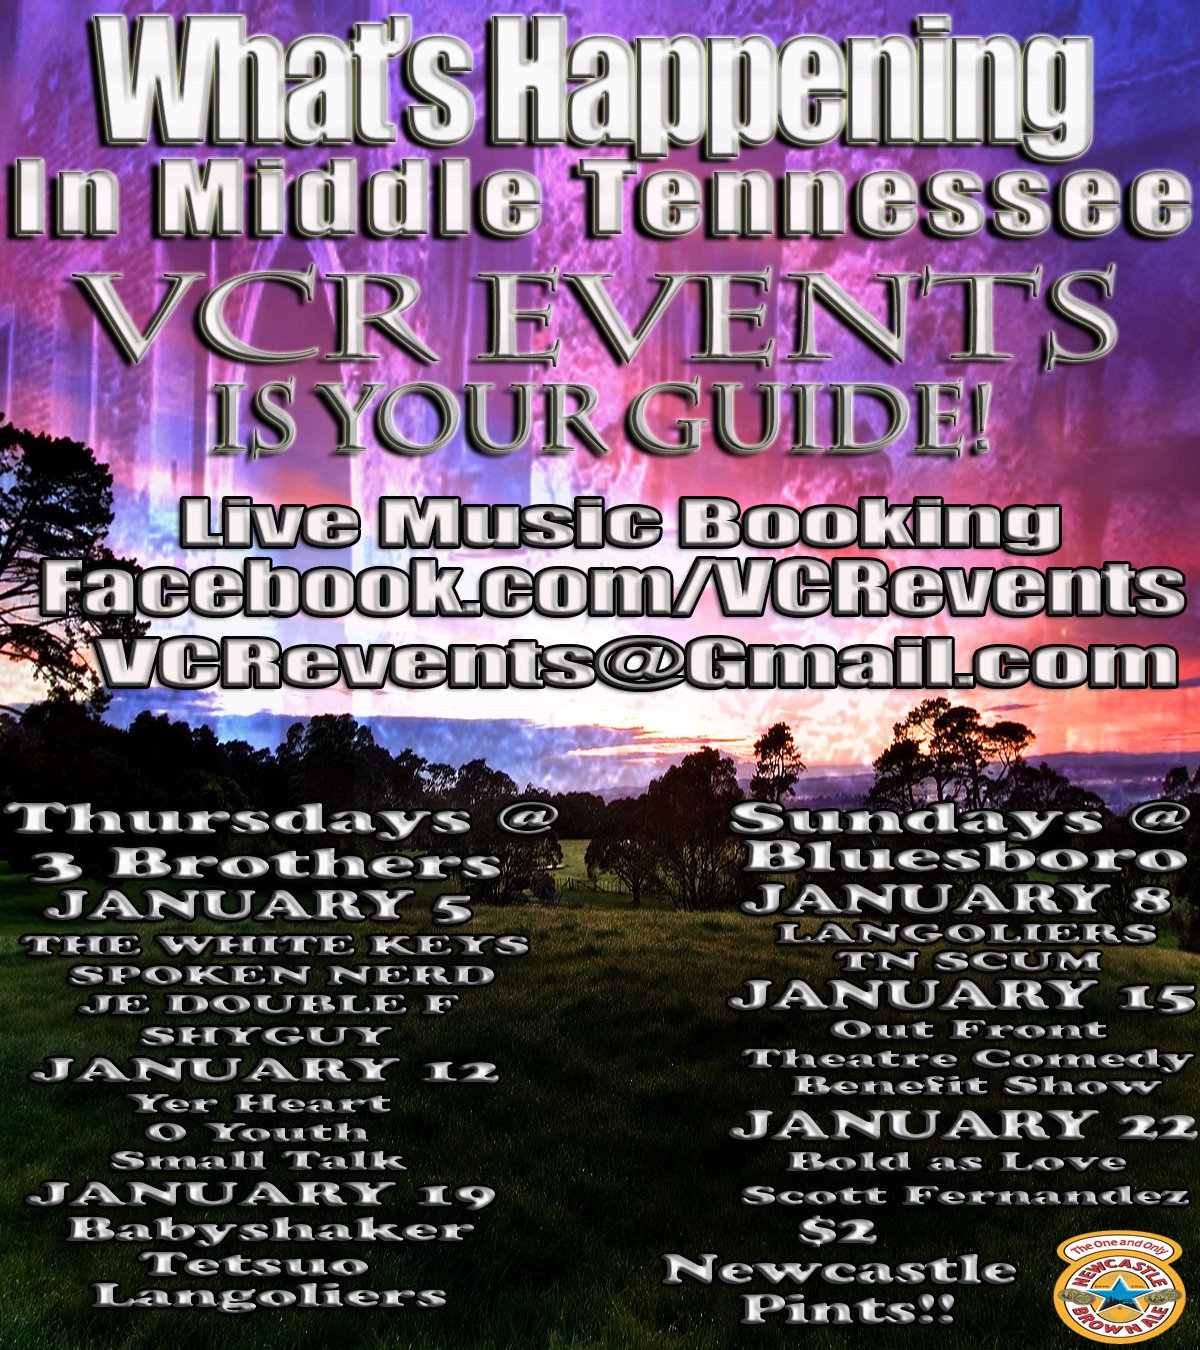 What's Happening
In Middle Tennessee
VCR EVENTS
IS YOUR GUIDE!
Live Music Booking
Facebook.com/VCRevents
VCRevents@Gmail.com
Thursdays @
3 Brothers
JANUARY 5
THE WHITE KEYS
SPOKEN NERD
JE DOUBLE F
SHYGUY
JANUARY 12
Yer Heart
O Youth
Small Talk
JANUARY 19
Babyshaker
Tetsuo
Langoliers
Sundays @
Bluesboro
JANUARY 8
LANGOLIERS
TN SCUM
JANUARY 15
Out Front
Theatre Comedy
Benefit Show
JANUARY 22
Bold as Love
Scott Fernandez
$2
Newcastle
Pints!!
The One and Only
NEWCASTLE
BROWN ALE